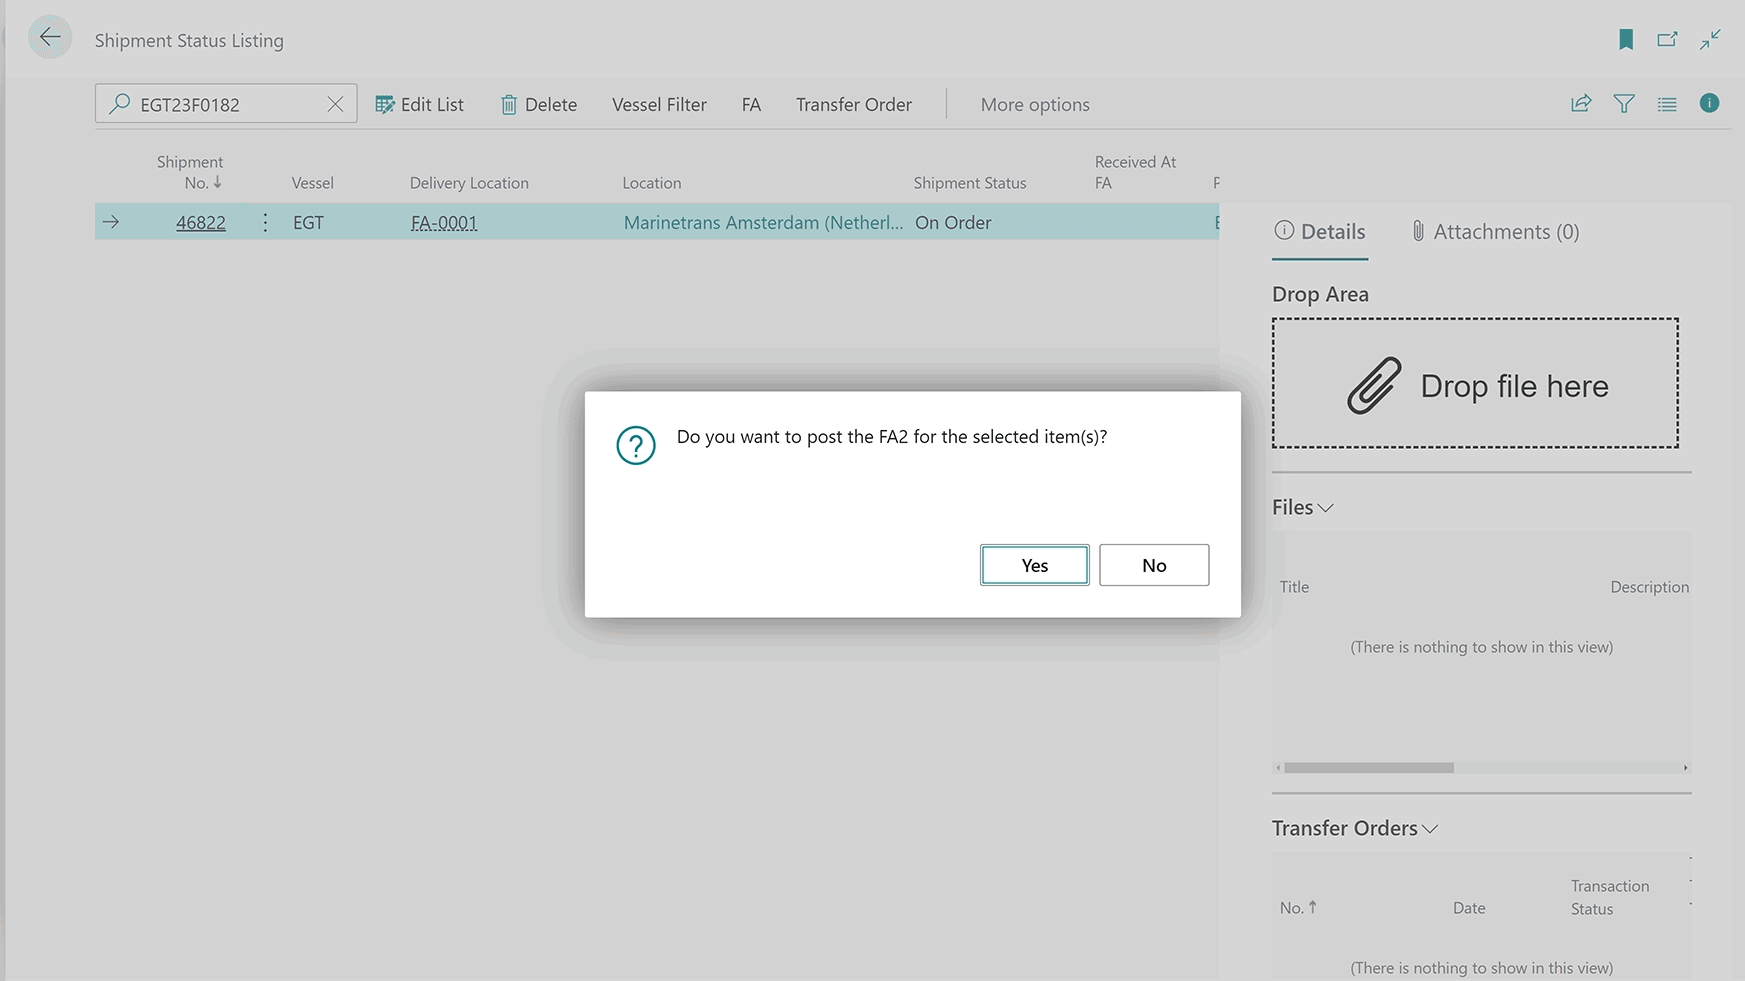 Shipment Status Listing
EGT23F0182
Edit List
Delete
Vessel Filter
FA
Transfer Order
More options
Shipment
No.
Vessel
Delivery Location
Location
Shipment Status
Received At
FA
46822
EGT
FA-0001
Marinetrans Amsterdam (Netherl...
On Order
Details
Attachments (0)
Drop Area
Drop file here
Do you want to post the FA2 for the selected item(s)?
Yes
No
Files
Title
Description
(There is nothing to show in this view)
Transfer Orders
No.
Date
Transaction
Status
(There is nothing to show in this view)